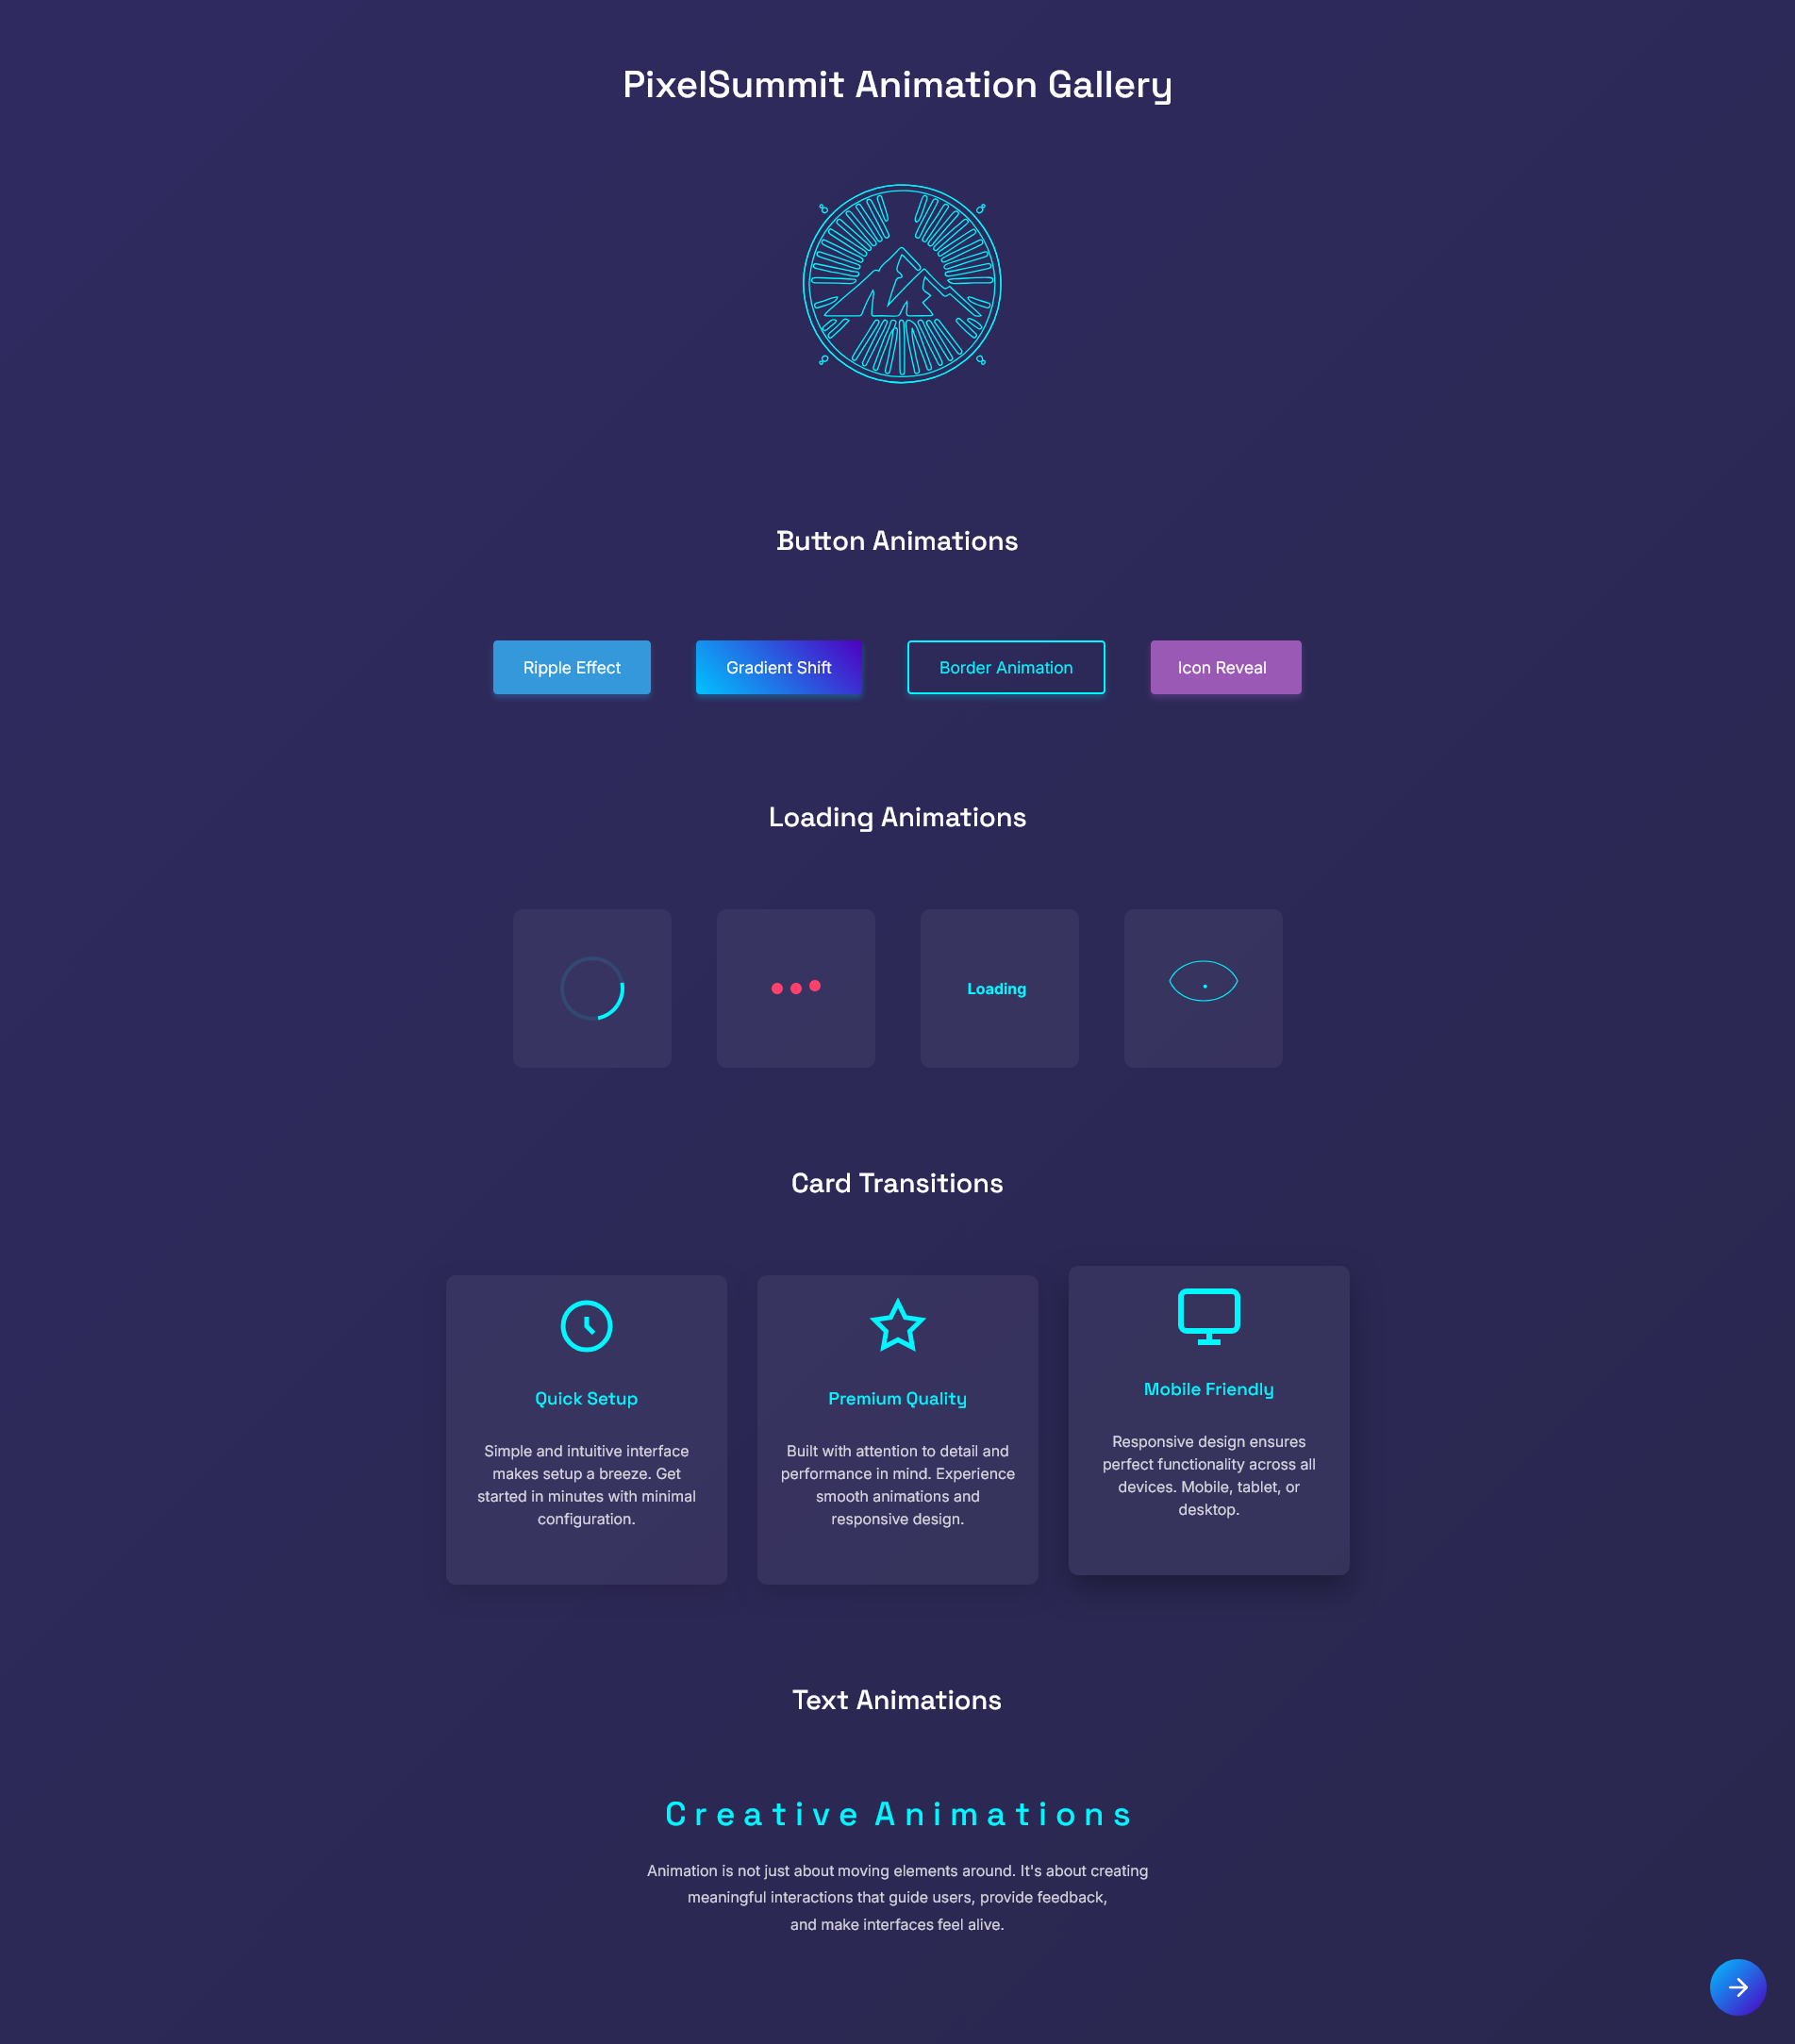 PixelSummit Animation Gallery
Button Animations
Ripple Effect
Gradient Shift
Border Animation
Icon Reveal
Loading Animations
Loading
Card Transitions
Quick Setup
Simple and intuitive interface
makes setup a breeze. Get
started in minutes with minimal
configuration.
Premium Quality
Built with attention to detail and
performance in mind. Experience
smooth animations and
responsive design.
Mobile Friendly
Responsive design ensures
perfect functionality across all
devices. Mobile, tablet, or
desktop.
Text Animations
Creative Animations
Animation is not just about moving elements around. It's about creating
meaningful interactions that guide users, provide feedback,
and make interfaces feel alive.